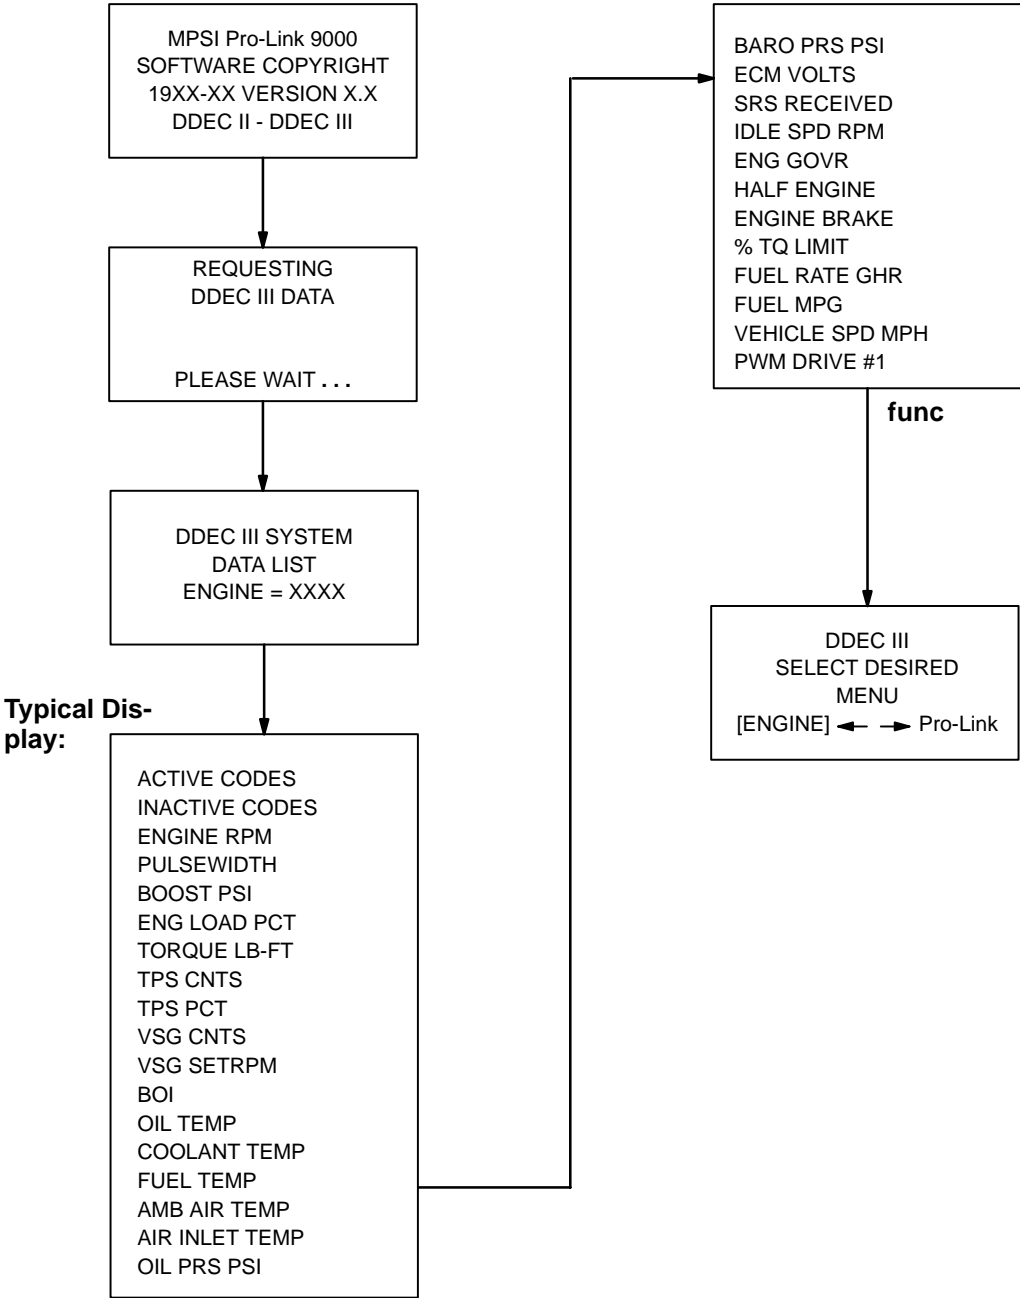 MPSI Pro-Link 9000
SOFTWARE COPYRIGHT
19XX-XX VERSION X.X
DDEC II - DDEC III
REQUESTING
DDEC III DATA
PLEASE WAIT . . .
DDEC III SYSTEM
DATA LIST
ENGINE = XXXX
Typical Dis-
play:
ACTIVE CODES
INACTIVE CODES
ENGINE RPM
PULSEWIDTH
BOOST PSI
ENG LOAD PCT
TORQUE LB-FT
TPS CNTS
TPS PCT
VSG CNTS
VSG SETRPM
BOI
OIL TEMP
COOLANT TEMP
FUEL TEMP
AMB AIR TEMP
AIR INLET TEMP
OIL PRS PSI
BARO PRS PSI
ECM VOLTS
SRS RECEIVED
IDLE SPD RPM
ENG GOVR
HALF ENGINE
ENGINE BRAKE
% TQ LIMIT
FUEL RATE GHR
FUEL MPG
VEHICLE SPD MPH
PWM DRIVE #1
func
DDEC III
SELECT DESIRED
MENU
[ENGINE] ← → Pro-Link